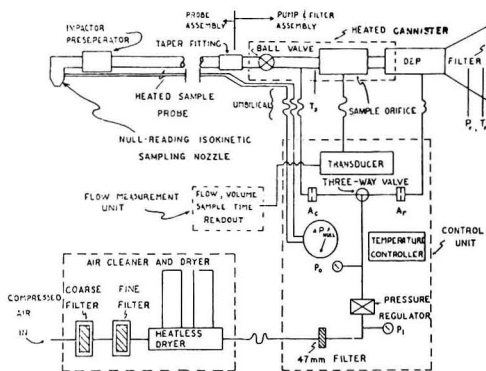 PROBE
ASSEMBLY
PUMP & FILTER
ASSEMBLY
IMPACTOR
PRESEPERATOR
TAPER FITTING
HEATED CANNISTER
BALL VALVE
DEP
FILTER
HEATED SAMPLE
PROBE
UMBILICAL
SAMPLE ORIFICE
NULL-READING ISOKINETIC
SAMPLING NOZZLE
TRANSDUCER
THREE-WAY VALVE
FLOW MEASUREMENT
UNIT
FLOW, VOLUME
SAMPLE TIME
READOUT
NULL
TEMPERATURE
CONTROLLER
CONTROL
UNIT
AIR CLEANER AND DRYER
COMPRESSED
AIR
IN
COARSE
FILTER
FINE
FILTER
HEATLESS
DRYER
PRESSURE
REGULATOR
47mm FILTER